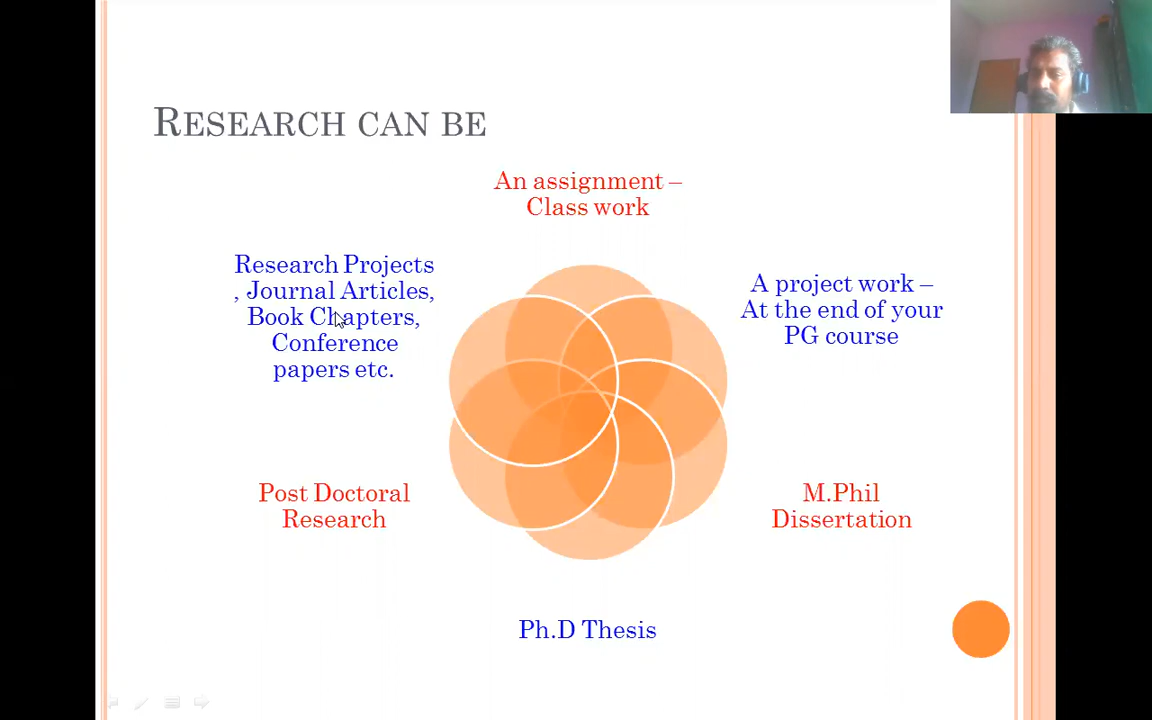 RESEARCH CAN BE
An assignment –
Class work
Research Projects
, Journal Articles,
Book Chapters,
Conference
papers etc.
A project work –
At the end of your
PG course
Post Doctoral
Research
M.Phil
Dissertation
Ph.D Thesis